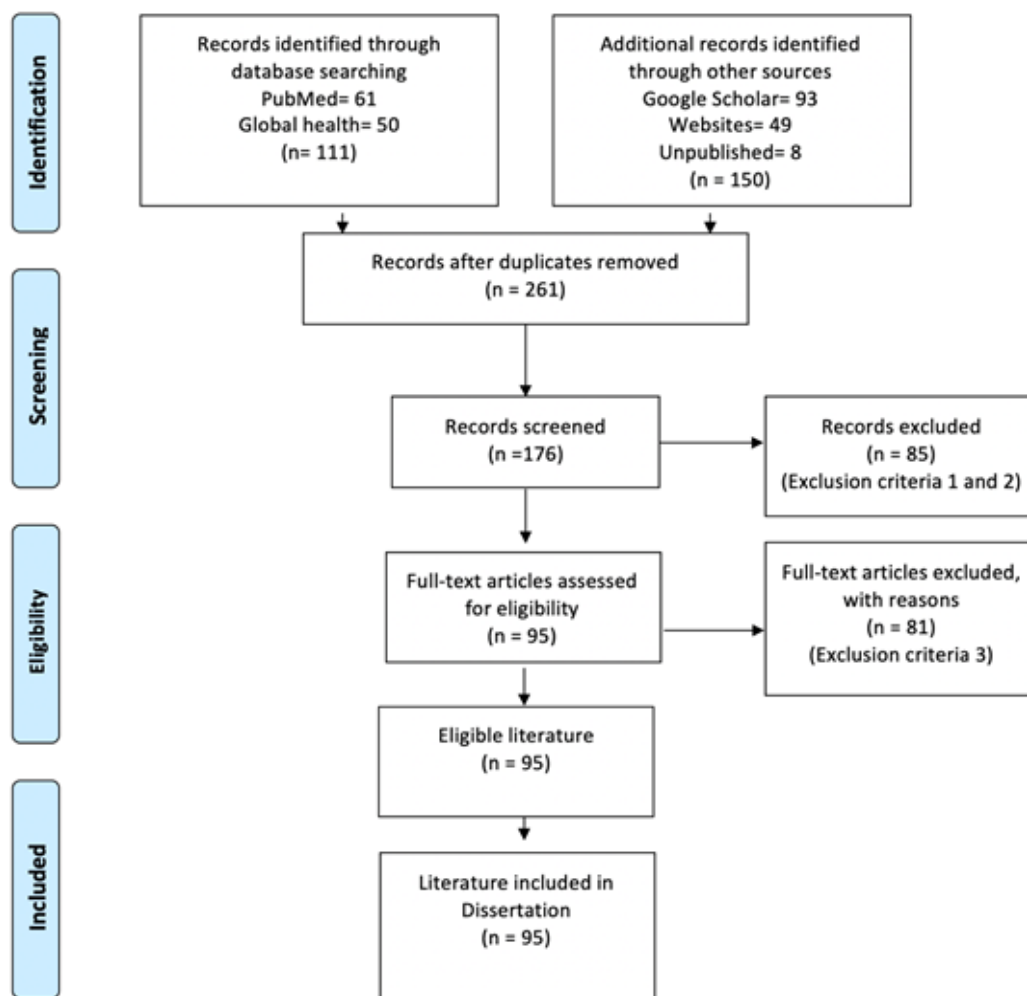 Identification
Records identified through
database searching
PubMed= 61
Global health= 50
(n= 111)
Additional records identified
through other sources
Google Scholar= 93
Websites= 49
Unpublished= 8
(n = 150)
Records after duplicates removed
(n = 261)
Screening
Records screened
(n =176)
Records excluded
(n = 85)
(Exclusion criteria 1 and 2)
Eligibility
Full-text articles assessed
for eligibility
(n = 95)
Full-text articles excluded,
with reasons
(n = 81)
(Exclusion criteria 3)
Eligible literature
(n = 95)
Included
Literature included in
Dissertation
(n = 95)